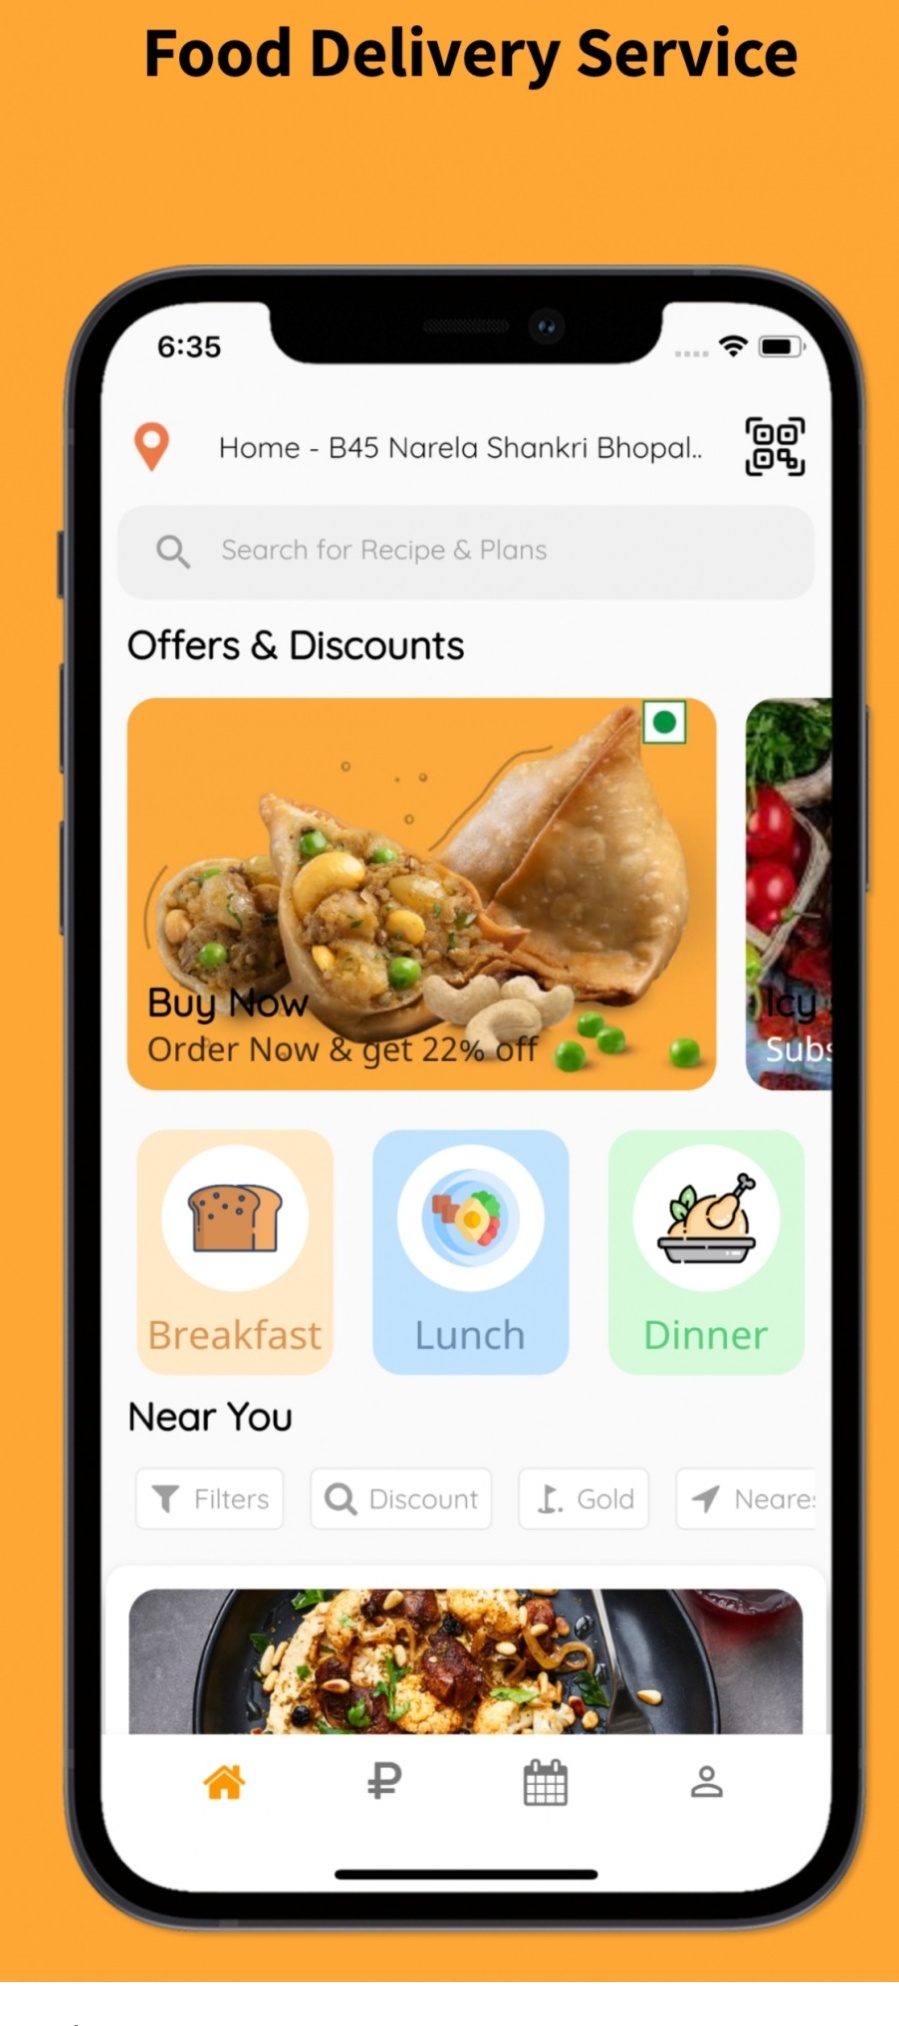 Food Delivery Service
6:35
Home - B45 Narela Shankri Bhopal..
Search for Recipe & Plans
Offers & Discounts
Buy Now
Order Now & get 22% off
Icy
Subs
Breakfast
Lunch
Dinner
Near You
Filters
Discount
Gold
Neares